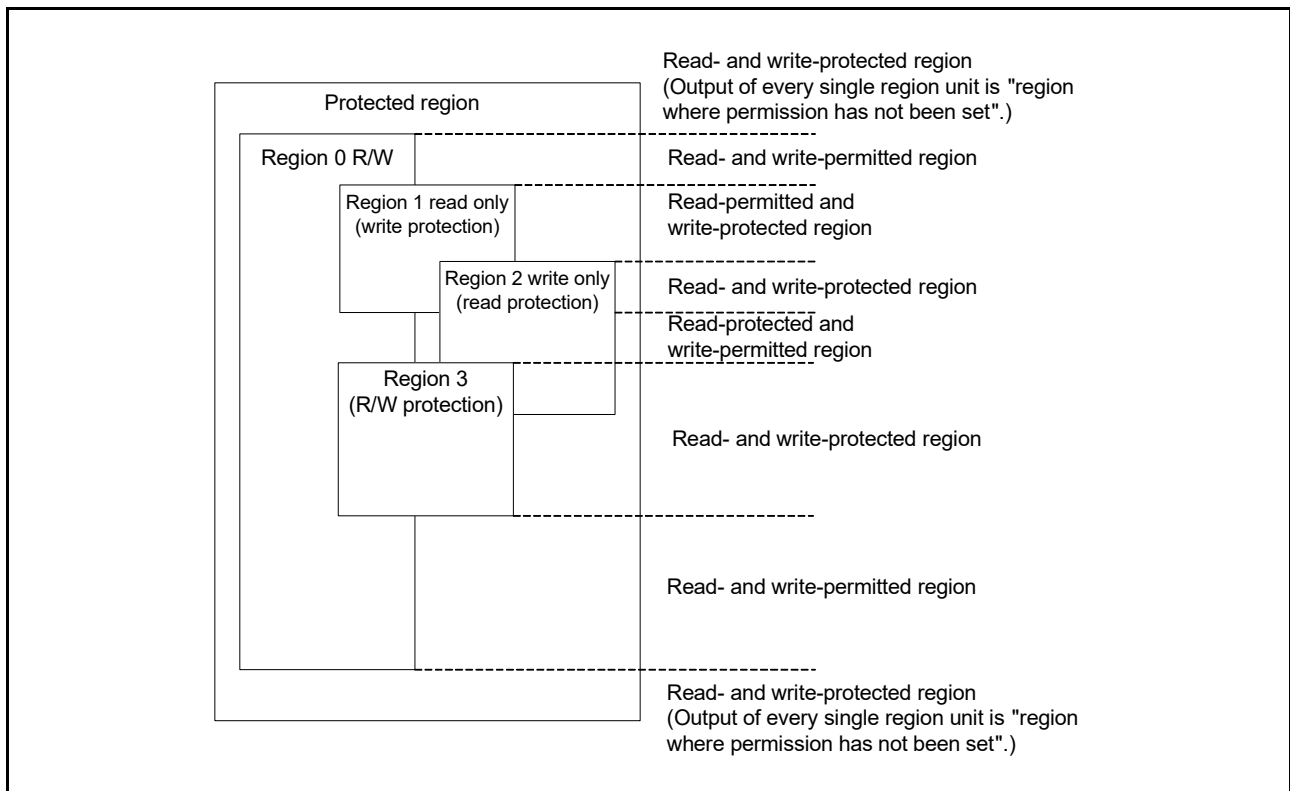 Read- and write-protected region
(Output of every single region unit is "region
where permission has not been set".)
Protected region
Region 0 R/W
Read- and write-permitted region
Region 1 read only
(write protection)
Read-permitted and
write-protected region
Region 2 write only
(read protection)
Read- and write-protected region
Read-protected and
write-permitted region
Region 3
(R/W protection)
Read- and write-protected region
Read- and write-permitted region
Read- and write-protected region
(Output of every single region unit is "region
where permission has not been set".)